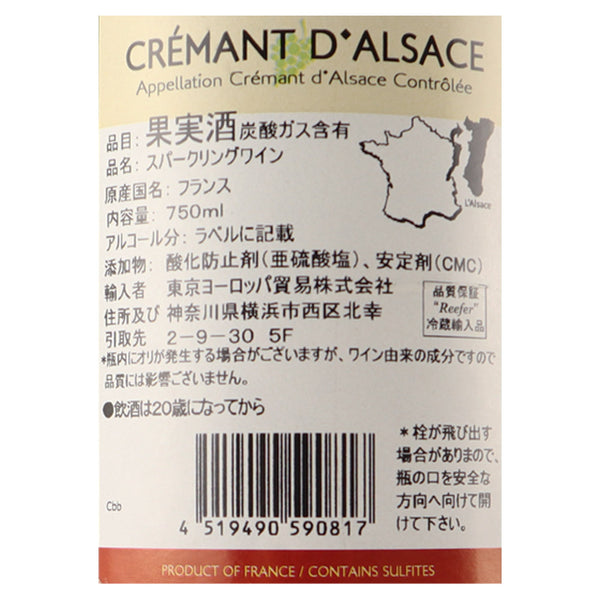 CRÉMANT D'ALSACE
Appellation Crémant d'Alsace Contrôlée
品目: 果実酒 炭酸ガス含有
品名: スパークリングワイン
原産国名: フランス
内容量: 750ml
アルコール分: ラベルに記載
添加物: 酸化防止剤(亜硫酸塩)、安定剤(CMC)
輸入者 東京ヨーロッパ貿易株式会社
住所及び 神奈川県横浜市西区北幸
引取先 2-9-30 5F
L'Alsace
品質保証
"Reefer"
冷蔵輸入品
*瓶内にオリが発生する場合がございますが、ワイン由来の成分ですので
品質には影響ございません。
●飲酒は20歳になってから
*栓が飛び出す
場合がありまので、
瓶の口を安全な
方向へ向けて開
けて下さい。
Cbb
4 519490 590817
PRODUCT OF FRANCE / CONTAINS SULFITES